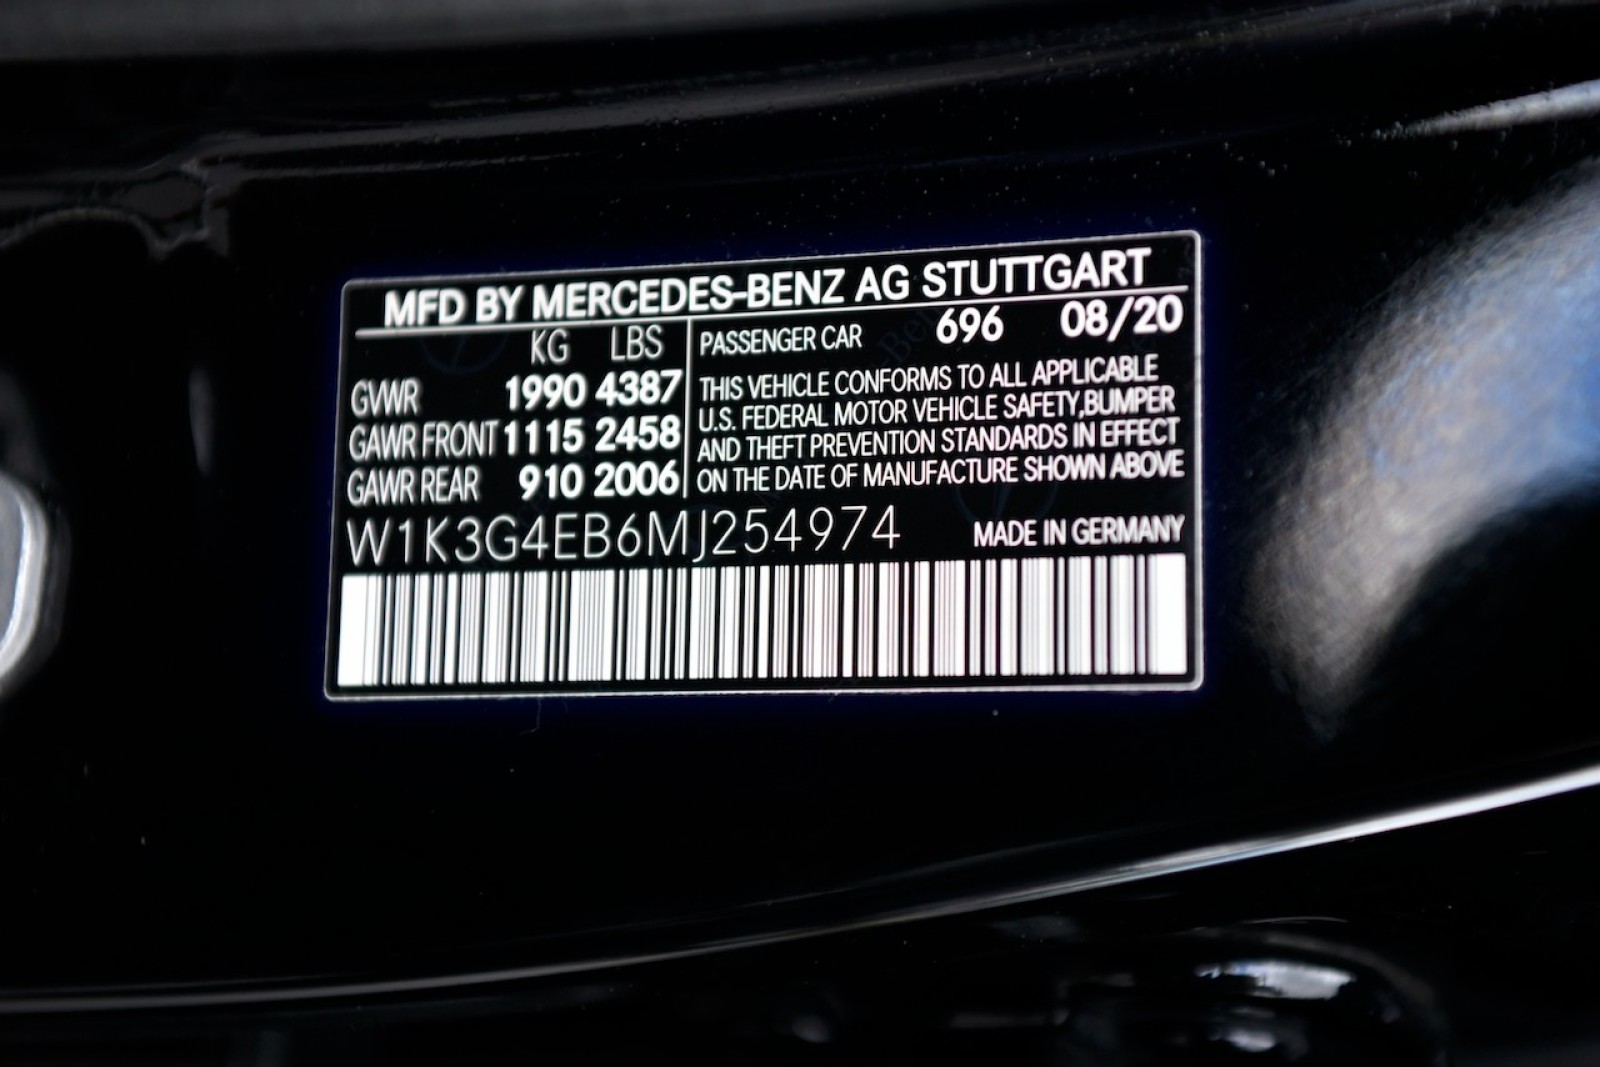 MFD BY MERCEDES-BENZ AG STUTTGART
KG LBS
GVWR 1990 4387
GAWR FRONT 1115 2458
GAWR REAR 910 2006
PASSENGER CAR 696 08/20
THIS VEHICLE CONFORMS TO ALL APPLICABLE
U.S. FEDERAL MOTOR VEHICLE SAFETY,BUMPER
AND THEFT PREVENTION STANDARDS IN EFFECT
ON THE DATE OF MANUFACTURE SHOWN ABOVE
W1K3G4EB6MJ254974 MADE IN GERMANY